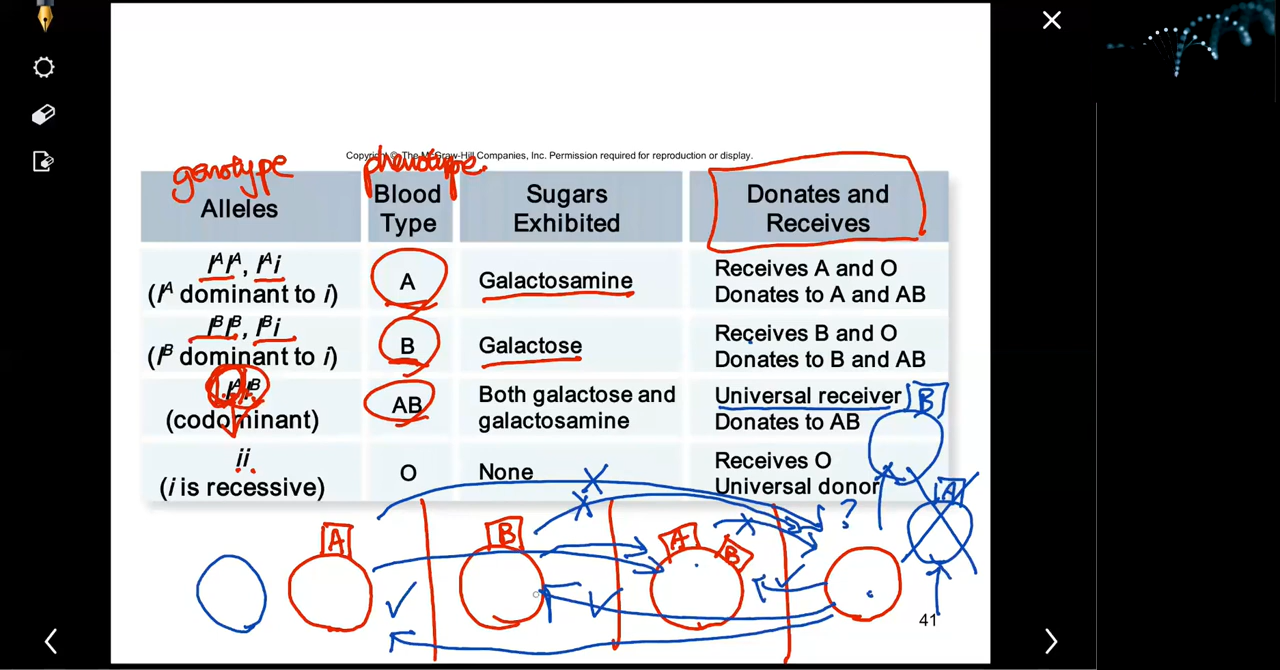 Copyright © The McGraw-Hill Companies, Inc. Permission required for reproduction or display.
genotype
phenotype.
Alleles
Blood
Type
Sugars
Exhibited
Donates and
Receives
IᴬIᴬ, Iᴬi
(Iᴬ dominant to i)
A
Galactosamine
Receives A and O
Donates to A and AB
IᴮIᴮ, Iᴮi
(Iᴮ dominant to i)
B
Galactose
Receives B and O
Donates to B and AB
IᴬIᴮ
(codominant)
AB
Both galactose and
galactosamine
Universal receiver
Donates to AB
B
ii
(i is recessive)
O
None
Receives O
Universal donor
A
?
A
B
A
B
41